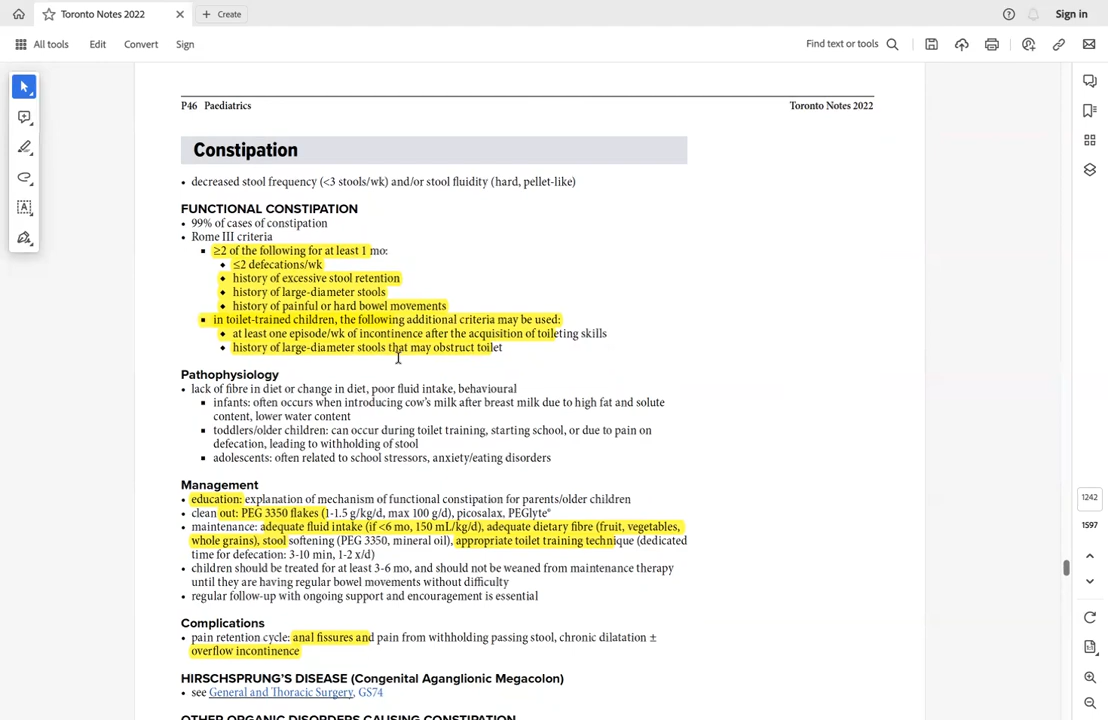 Toronto Notes 2022
Create
Sign in
All tools
Edit
Convert
Sign
Find text or tools
P46 Paediatrics
Toronto Notes 2022
Constipation
• decreased stool frequency (<3 stools/wk) and/or stool fluidity (hard, pellet-like)
FUNCTIONAL CONSTIPATION
• 99% of cases of constipation
• Rome III criteria
▪ ≥2 of the following for at least 1 mo:
◆ ≤2 defecations/wk
◆ history of excessive stool retention
◆ history of large-diameter stools
◆ history of painful or hard bowel movements
▪ in toilet-trained children, the following additional criteria may be used:
◆ at least one episode/wk of incontinence after the acquisition of toileting skills
◆ history of large-diameter stools that may obstruct toilet
Pathophysiology
• lack of fibre in diet or change in diet, poor fluid intake, behavioural
▪ infants: often occurs when introducing cow's milk after breast milk due to high fat and solute
content, lower water content
▪ toddlers/older children: can occur during toilet training, starting school, or due to pain on
defecation, leading to withholding of stool
▪ adolescents: often related to school stressors, anxiety/eating disorders
Management
• education: explanation of mechanism of functional constipation for parents/older children
• clean out: PEG 3350 flakes (1-1.5 g/kg/d, max 100 g/d), picosalax, PEGlyte®
• maintenance: adequate fluid intake (if <6 mo, 150 mL/kg/d), adequate dietary fibre (fruit, vegetables,
whole grains), stool softening (PEG 3350, mineral oil), appropriate toilet training technique (dedicated
time for defecation: 3-10 min, 1-2 x/d)
• children should be treated for at least 3-6 mo, and should not be weaned from maintenance therapy
until they are having regular bowel movements without difficulty
• regular follow-up with ongoing support and encouragement is essential
Complications
• pain retention cycle: anal fissures and pain from withholding passing stool, chronic dilatation ±
overflow incontinence
HIRSCHSPRUNG'S DISEASE (Congenital Aganglionic Megacolon)
• see General and Thoracic Surgery, GS74
OTHER ORGANIC DISORDERS CAUSING CONSTIPATION
1242
1597